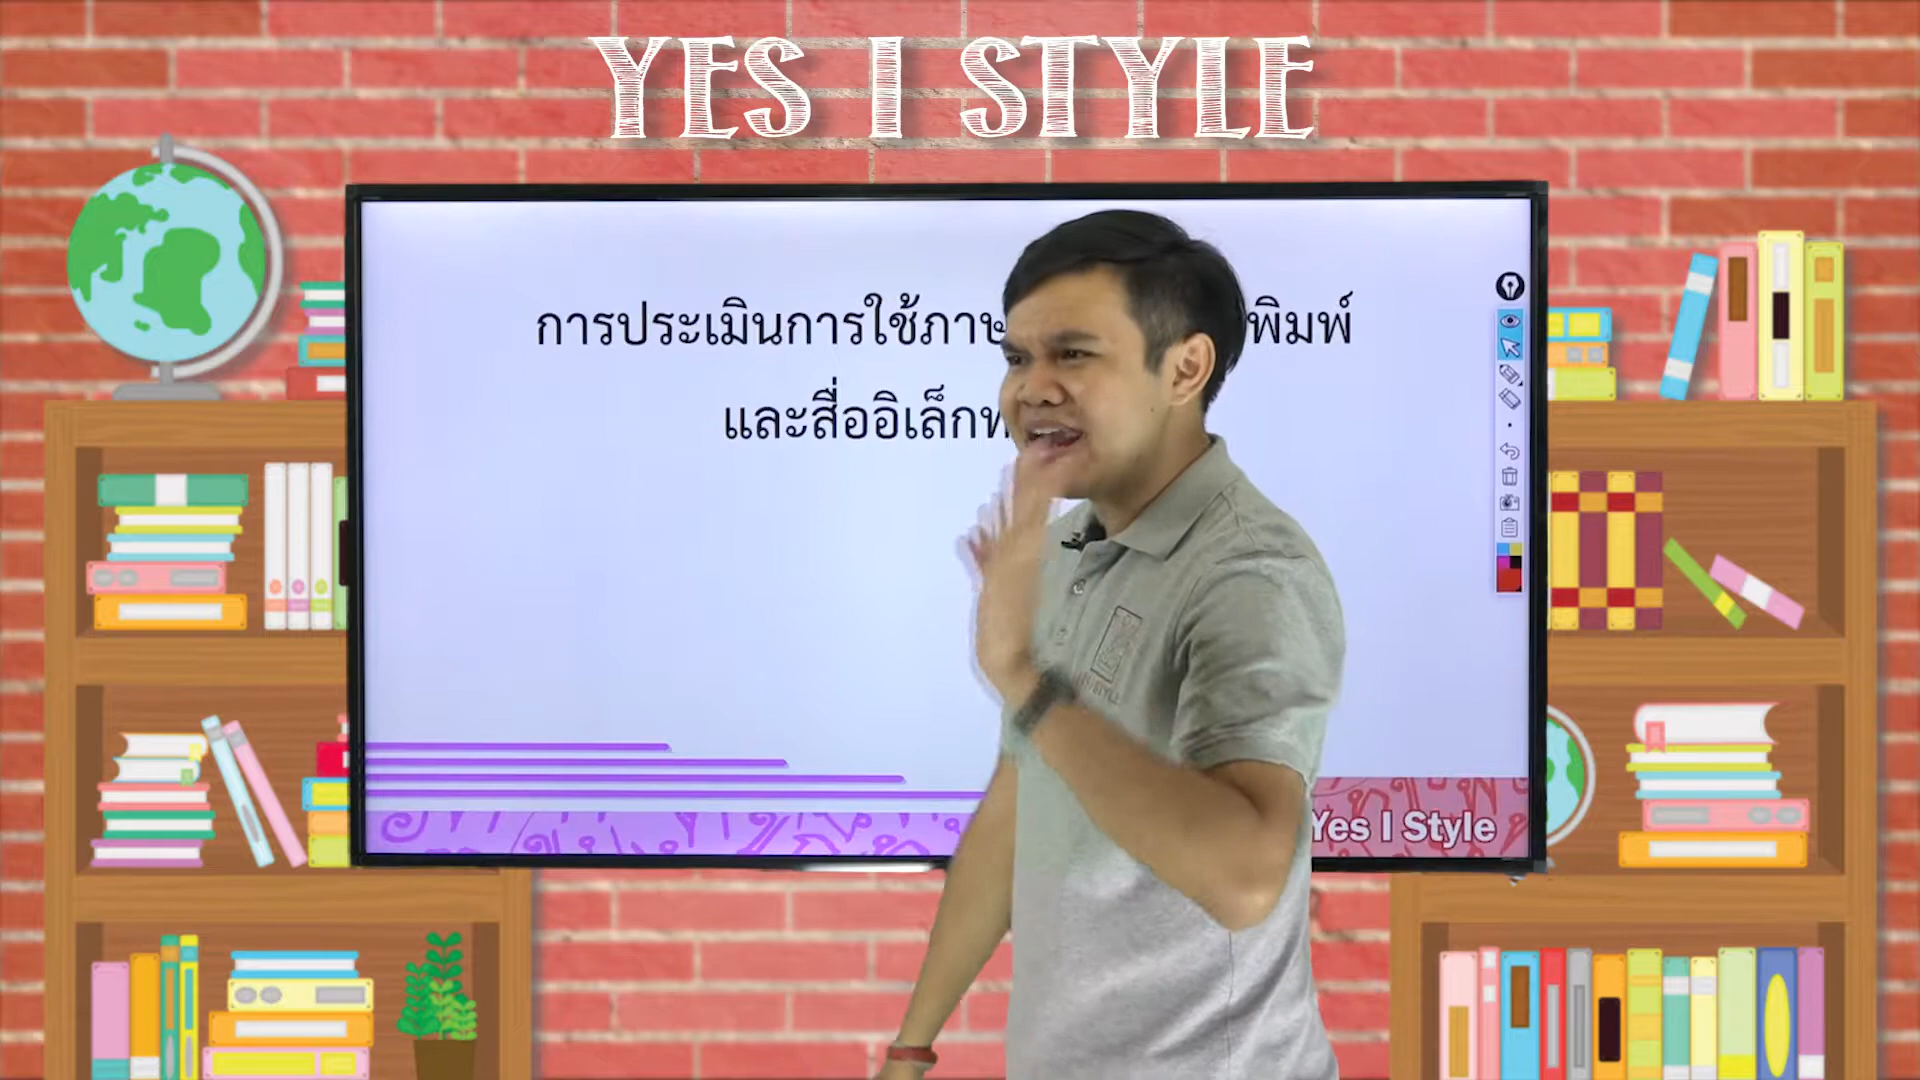 YES I STYLE
การประเมินการใช้ภาษ พิมพ์
และสื่ออิเล็กท
Yes I Style